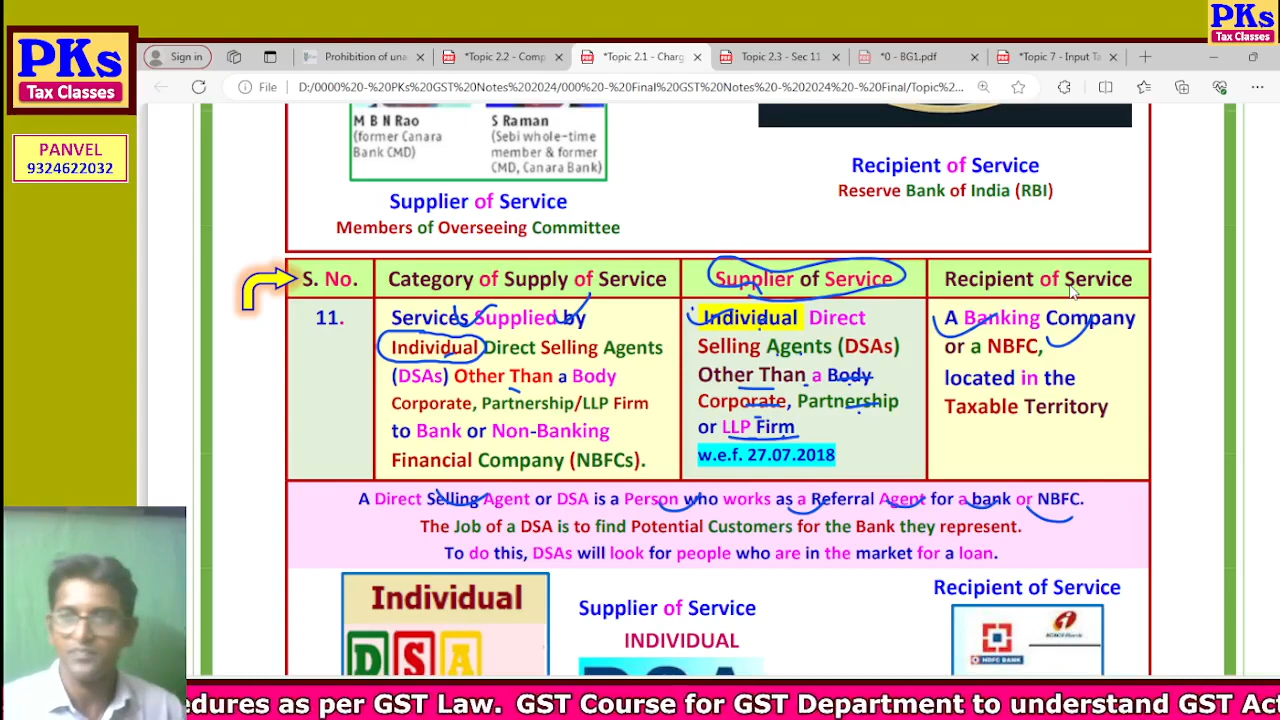 PKs
Tax Classes
PKs
Tax Classes
PANVEL
9324622032
Sign in
Prohibition of una
*Topic 2.2 - Comp
*Topic 2.1 - Charg
Topic 2.3 - Sec 11
*0 - BG1.pdf
*Topic 7 - Input Ta
File
D:/0000%20-%20PKs%20GST%20Notes%202024/000%20-%20Final%20GST%20Notes%20-%202024%20-%20Final/Topic%2...
M B N Rao
(former Canara
Bank CMD)
S Raman
(Sebi whole-time
member & former
CMD, Canara Bank)
Supplier of Service
Members of Overseeing Committee
Recipient of Service
Reserve Bank of India (RBI)
S. No.
Category of Supply of Service
Supplier of Service
Recipient of Service
11.
Services Supplied by
Individual Direct Selling Agents
(DSAs) Other Than a Body
Corporate, Partnership/LLP Firm
to Bank or Non-Banking
Financial Company (NBFCs).
Individual Direct
Selling Agents (DSAs)
Other Than a Body
Corporate, Partnership
or LLP Firm
w.e.f. 27.07.2018
A Banking Company
or a NBFC,
located in the
Taxable Territory
A Direct Selling Agent or DSA is a Person who works as a Referral Agent for a bank or NBFC.
The Job of a DSA is to find Potential Customers for the Bank they represent.
To do this, DSAs will look for people who are in the market for a loan.
Individual
DSA
Supplier of Service
INDIVIDUAL
Recipient of Service
HDFC BANK
edures as per GST Law. GST Course for GST Department to understand GST Ac